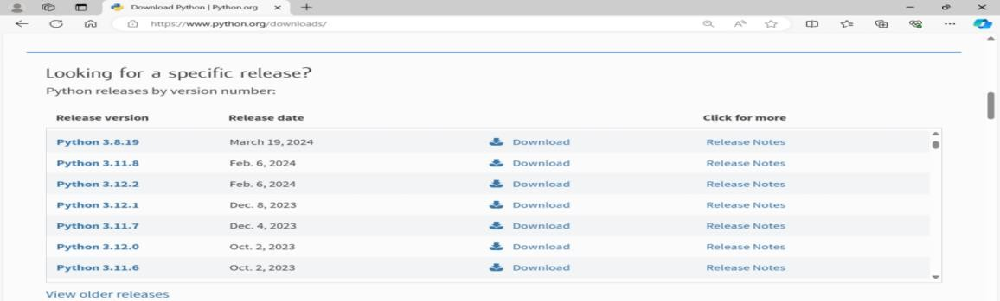 Download Python | Python.org
https://www.python.org/downloads/
Looking for a specific release?
Python releases by version number:
Release version Release date Click for more
Python 3.8.19 March 19, 2024 Download Release Notes
Python 3.11.8 Feb. 6, 2024 Download Release Notes
Python 3.12.2 Feb. 6, 2024 Download Release Notes
Python 3.12.1 Dec. 8, 2023 Download Release Notes
Python 3.11.7 Dec. 4, 2023 Download Release Notes
Python 3.12.0 Oct. 2, 2023 Download Release Notes
Python 3.11.6 Oct. 2, 2023 Download Release Notes
View older releases